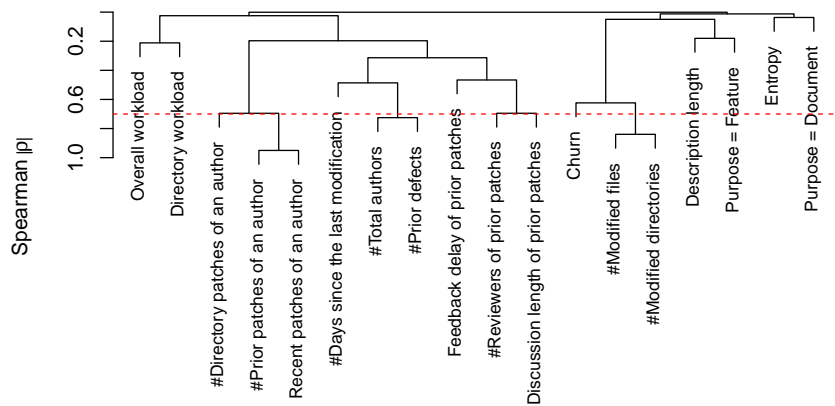 Spearman |ρ|
0.2
0.6
1.0
Overall workload
Directory workload
#Directory patches of an author
#Prior patches of an author
Recent patches of an author
#Days since the last modification
#Total authors
#Prior defects
Feedback delay of prior patches
#Reviewers of prior patches
Discussion length of prior patches
Churn
#Modified files
#Modified directories
Description length
Purpose = Feature
Entropy
Purpose = Document